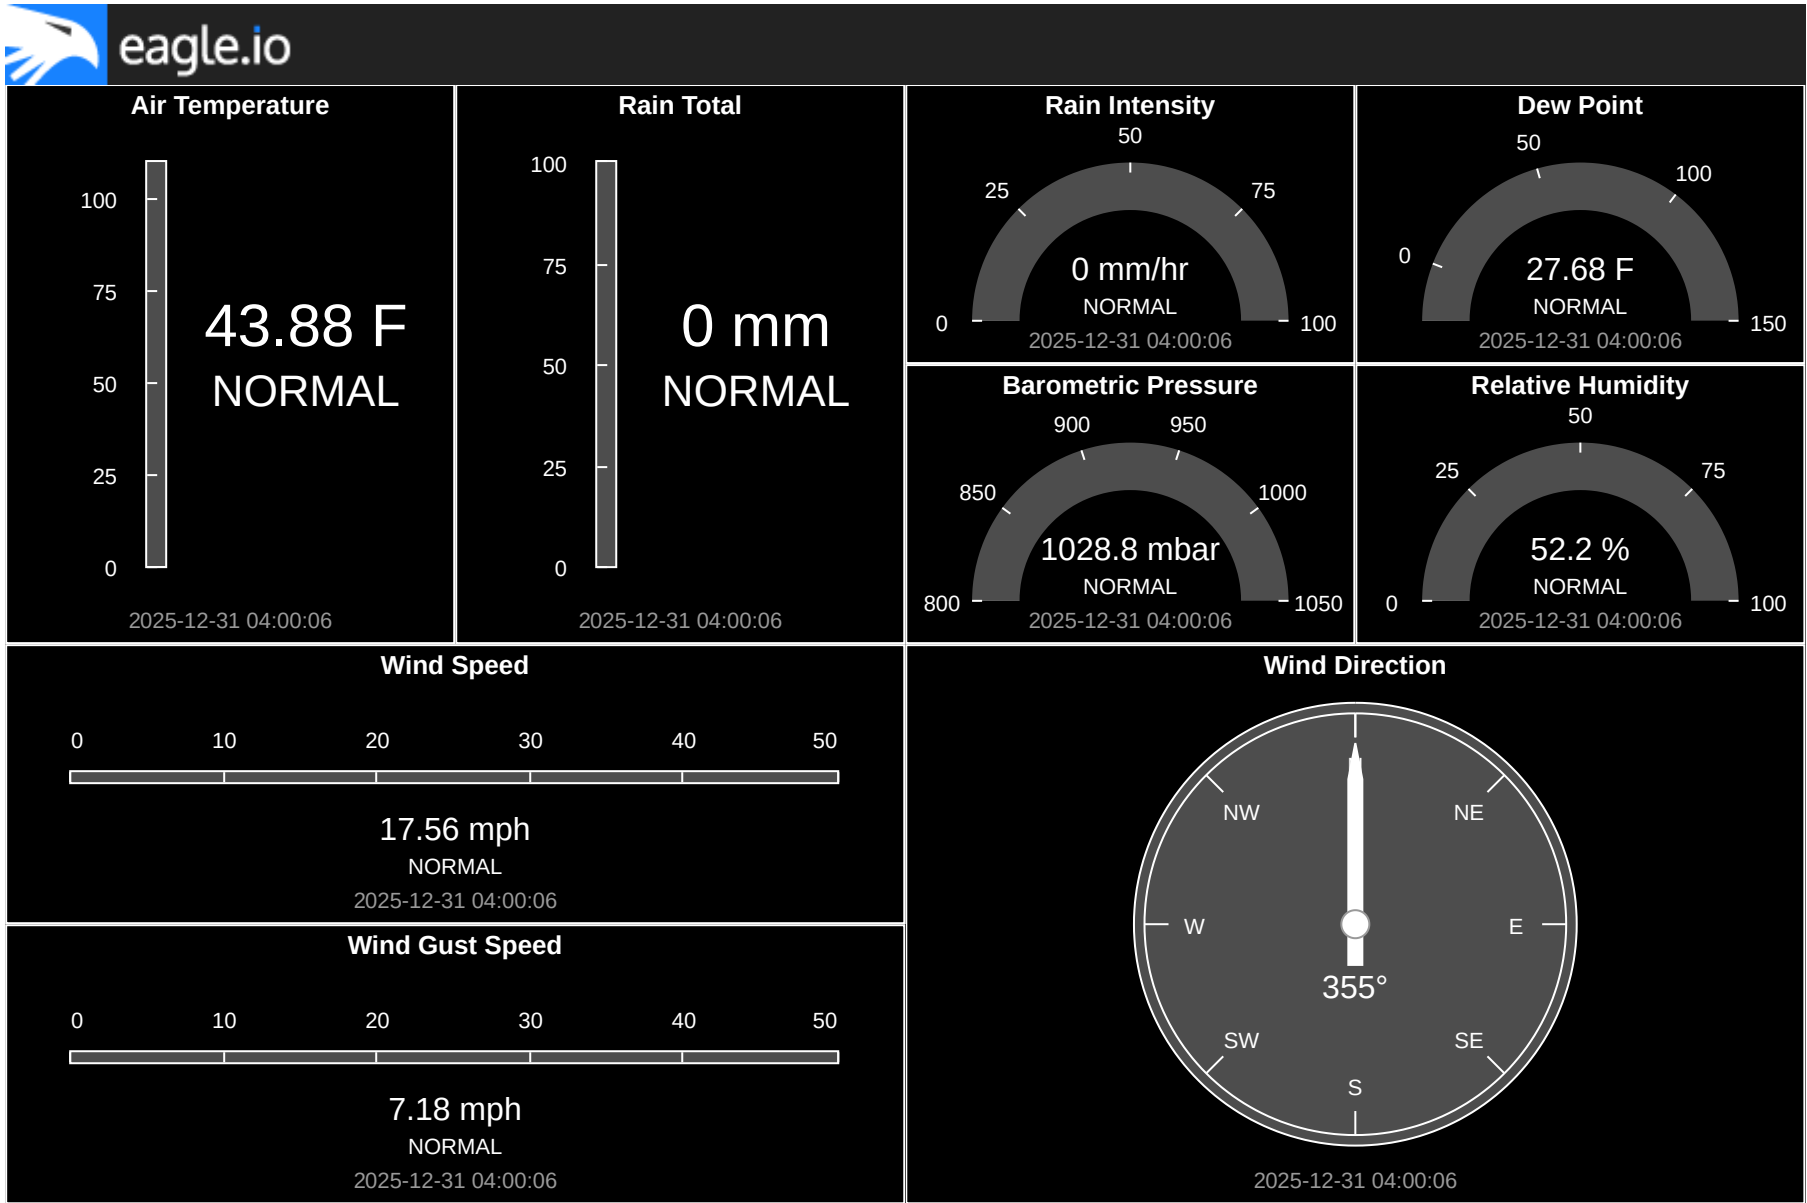 eagle.io
Air Temperature
100
75
50
25
0
43.88 F
NORMAL
2025-12-31 04:00:06
Rain Total
100
75
50
25
0
0 mm
NORMAL
2025-12-31 04:00:06
Rain Intensity
50
25
75
0
100
0 mm/hr
NORMAL
2025-12-31 04:00:06
Dew Point
50
100
0
150
27.68 F
NORMAL
2025-12-31 04:00:06
Barometric Pressure
900
950
850
1000
800
1050
1028.8 mbar
NORMAL
2025-12-31 04:00:06
Relative Humidity
50
25
75
0
100
52.2 %
NORMAL
2025-12-31 04:00:06
Wind Speed
0 10 20 30 40 50
17.56 mph
NORMAL
2025-12-31 04:00:06
Wind Gust Speed
0 10 20 30 40 50
7.18 mph
NORMAL
2025-12-31 04:00:06
Wind Direction
NW
NE
W
E
355°
SW
SE
S
2025-12-31 04:00:06